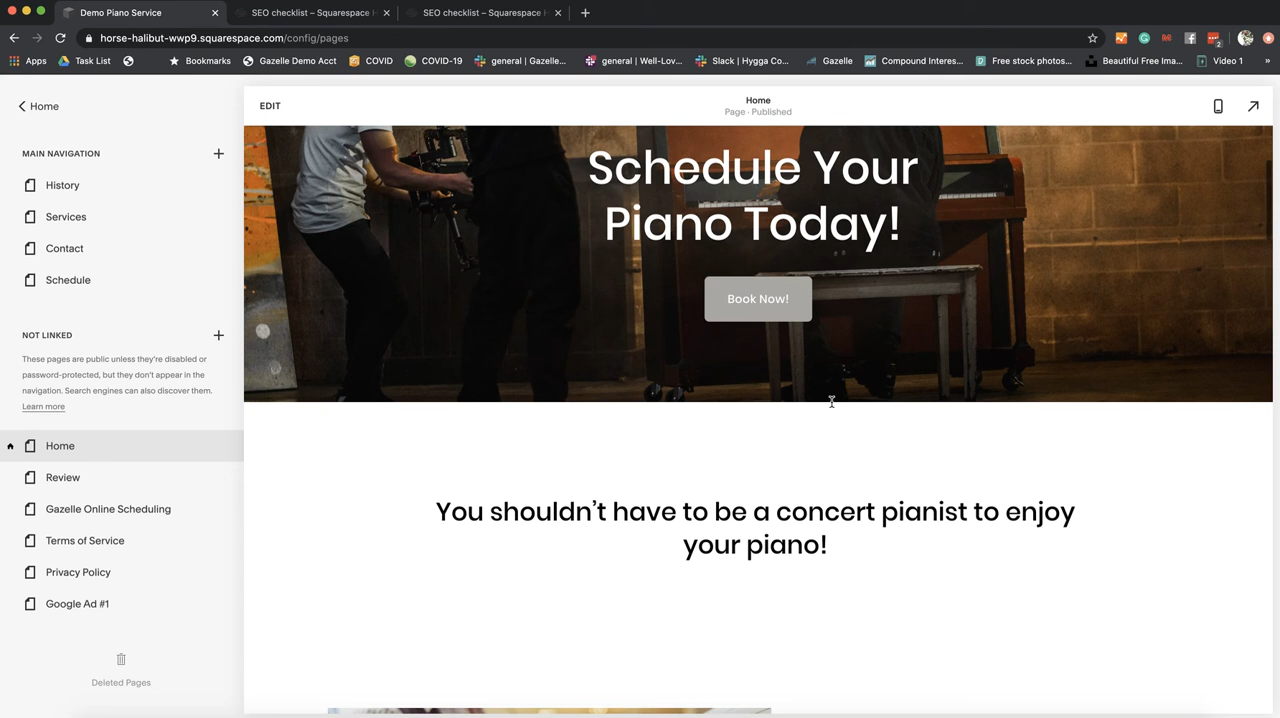 Demo Piano Service
SEO checklist – Squarespace H
SEO checklist – Squarespace H
horse-halibut-wwp9.squarespace.com/config/pages
Apps
Task List
Bookmarks
Gazelle Demo Acct
COVID
COVID-19
general | Gazelle...
general | Well-Lov...
Slack | Hygga Co...
Gazelle
Compound Interes...
Free stock photos...
Beautiful Free Ima...
Video 1
»
Home
EDIT
Home
Page · Published
MAIN NAVIGATION
History
Services
Contact
Schedule
NOT LINKED
These pages are public unless they're disabled or
password-protected, but they don't appear in the
navigation. Search engines can also discover them.
Learn more
Home
Review
Gazelle Online Scheduling
Terms of Service
Privacy Policy
Google Ad #1
Deleted Pages
Schedule Your
Piano Today!
Book Now!
You shouldn't have to be a concert pianist to enjoy
your piano!